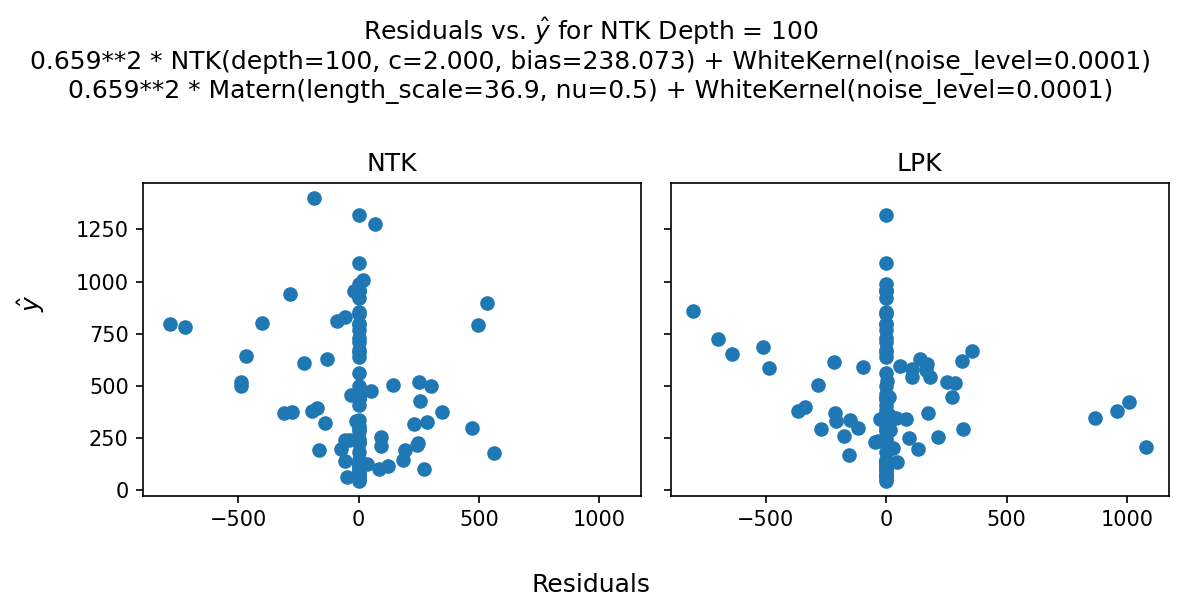 Residuals vs. ŷ for NTK Depth = 100
0.659**2 * NTK(depth=100, c=2.000, bias=238.073) + WhiteKernel(noise_level=0.0001)
0.659**2 * Matern(length_scale=36.9, nu=0.5) + WhiteKernel(noise_level=0.0001)
NTK
LPK
1250
1000
750
500
250
0
ŷ
−500 0 500 1000
−500 0 500 1000
Residuals